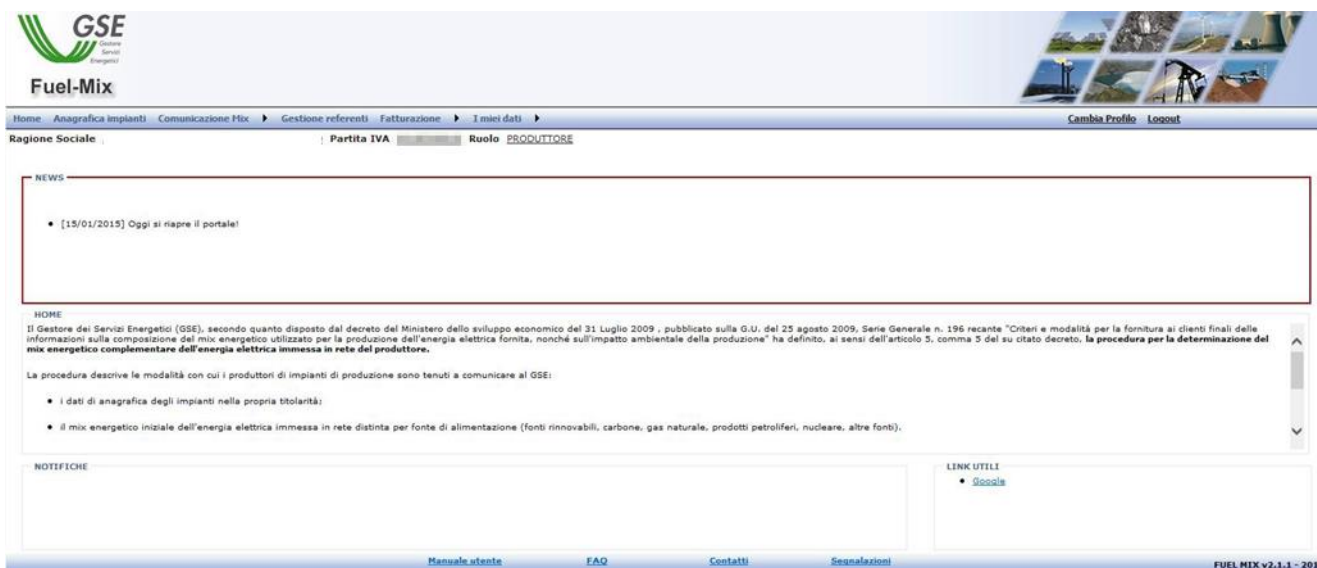 GSE
Gestore
Servizi
Energetici
Fuel-Mix
Home Anagrafica impianti Comunicazione Mix Gestione referenti Fatturazione I miei dati Cambia Profilo Logout
Ragione Sociale Partita IVA Ruolo PRODUTTORE
NEWS
• [15/01/2015] Oggi si riapre il portale!
HOME
Il Gestore dei Servizi Energetici (GSE), secondo quanto disposto dal decreto del Ministero dello sviluppo economico del 31 Luglio 2009 , pubblicato sulla G.U. del 25 agosto 2009, Serie Generale n. 196 recante "Criteri e modalità per la fornitura ai clienti finali delle
informazioni sulla composizione del mix energetico utilizzato per la produzione dell'energia elettrica fornita, nonché sull'impatto ambientale della produzione" ha definito, ai sensi dell'articolo 5, comma 5 del su citato decreto, la procedura per la determinazione del
mix energetico complementare dell'energia elettrica immessa in rete del produttore.
La procedura descrive le modalità con cui i produttori di impianti di produzione sono tenuti a comunicare al GSE:
• i dati di anagrafica degli impianti nella propria titolarità;
• il mix energetico iniziale dell'energia elettrica immessa in rete distinta per fonte di alimentazione (fonti rinnovabili, carbone, gas naturale, prodotti petroliferi, nucleare, altre fonti).
NOTIFICHE
LINK UTILI
• Google
Manuale utente FAQ Contatti Segnalazioni
FUEL MIX v2.1.1 - 201